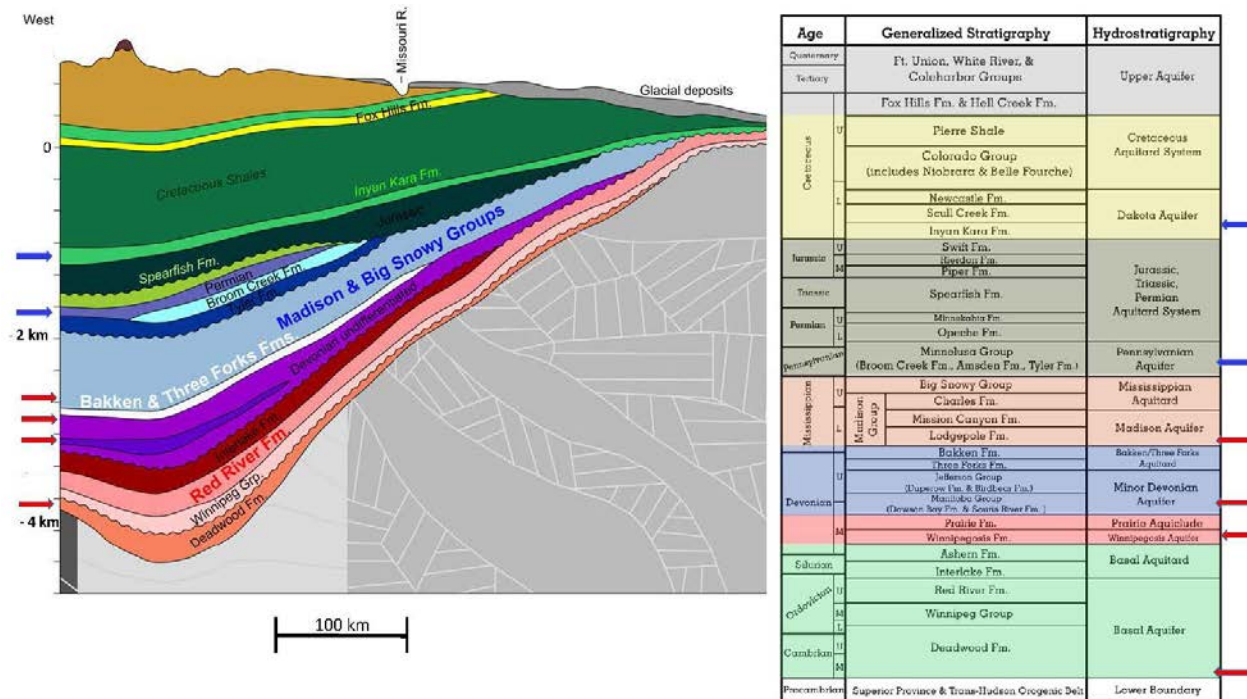 West
Missouri R.
Glacial deposits
Fox Hills Fm.
0
Cretaceous Shales
Inyan Kara Fm.
Jurassic
Spearfish Fm.
Permian
Broom Creek Fm.
Tyler Fm.
Madison & Big Snowy Groups
- 2 km
Devonian undifferentiated
Bakken & Three Forks Fms.
Interlake Fm.
Red River Fm.
Winnipeg Grp.
Deadwood Fm.
- 4 km
100 km
Age Generalized Stratigraphy Hydrostratigraphy
Quaternary
Tertiary
Ft. Union, White River, &
Coleharbor Groups
Upper Aquifer
Fox Hills Fm. & Hell Creek Fm.
Cretaceous
U
Pierre Shale
Cretaceous
Aquitard System
Colorado Group
(includes Niobrara & Belle Fourche)
L
Newcastle Fm.
Scull Creek Fm.
Inyan Kara Fm.
Dakota Aquifer
Jurassic
U
Swift Fm.
Rierdon Fm.
M
Piper Fm.
Jurassic,
Triassic,
Permian
Aquitard System
Triassic
Spearfish Fm.
Permian
U
Minnekahta Fm.
L
Opeche Fm.
Pennsylvanian
Minnelusa Group
(Broom Creek Fm., Amsden Fm., Tyler Fm.)
Pennsylvanian
Aquifer
Mississippian
U
Big Snowy Group
Madison
Group
Charles Fm.
Mississippian
Aquitard
L
Mission Canyon Fm.
Lodgepole Fm.
Madison Aquifer
Devonian
U
Bakken Fm.
Three Forks Fm.
Bakken/Three Forks
Aquitard
Jefferson Group
(Duperow Fm. & Birdbear Fm.)
Manitoba Group
(Dawson Bay Fm. & Souris River Fm.)
Minor Devonian
Aquifer
M
Prairie Fm.
Prairie Aquiclude
Winnipegosis Fm.
Winnipegosis Aquifer
Ashern Fm.
Basal Aquitard
Silurian
Interlake Fm.
Ordovician
U
Red River Fm.
M
L
Winnipeg Group
Basal Aquifer
Cambrian
U
M
Deadwood Fm.
Precambrian Superior Province & Trans-Hudson Orogenic Belt Lower Boundary